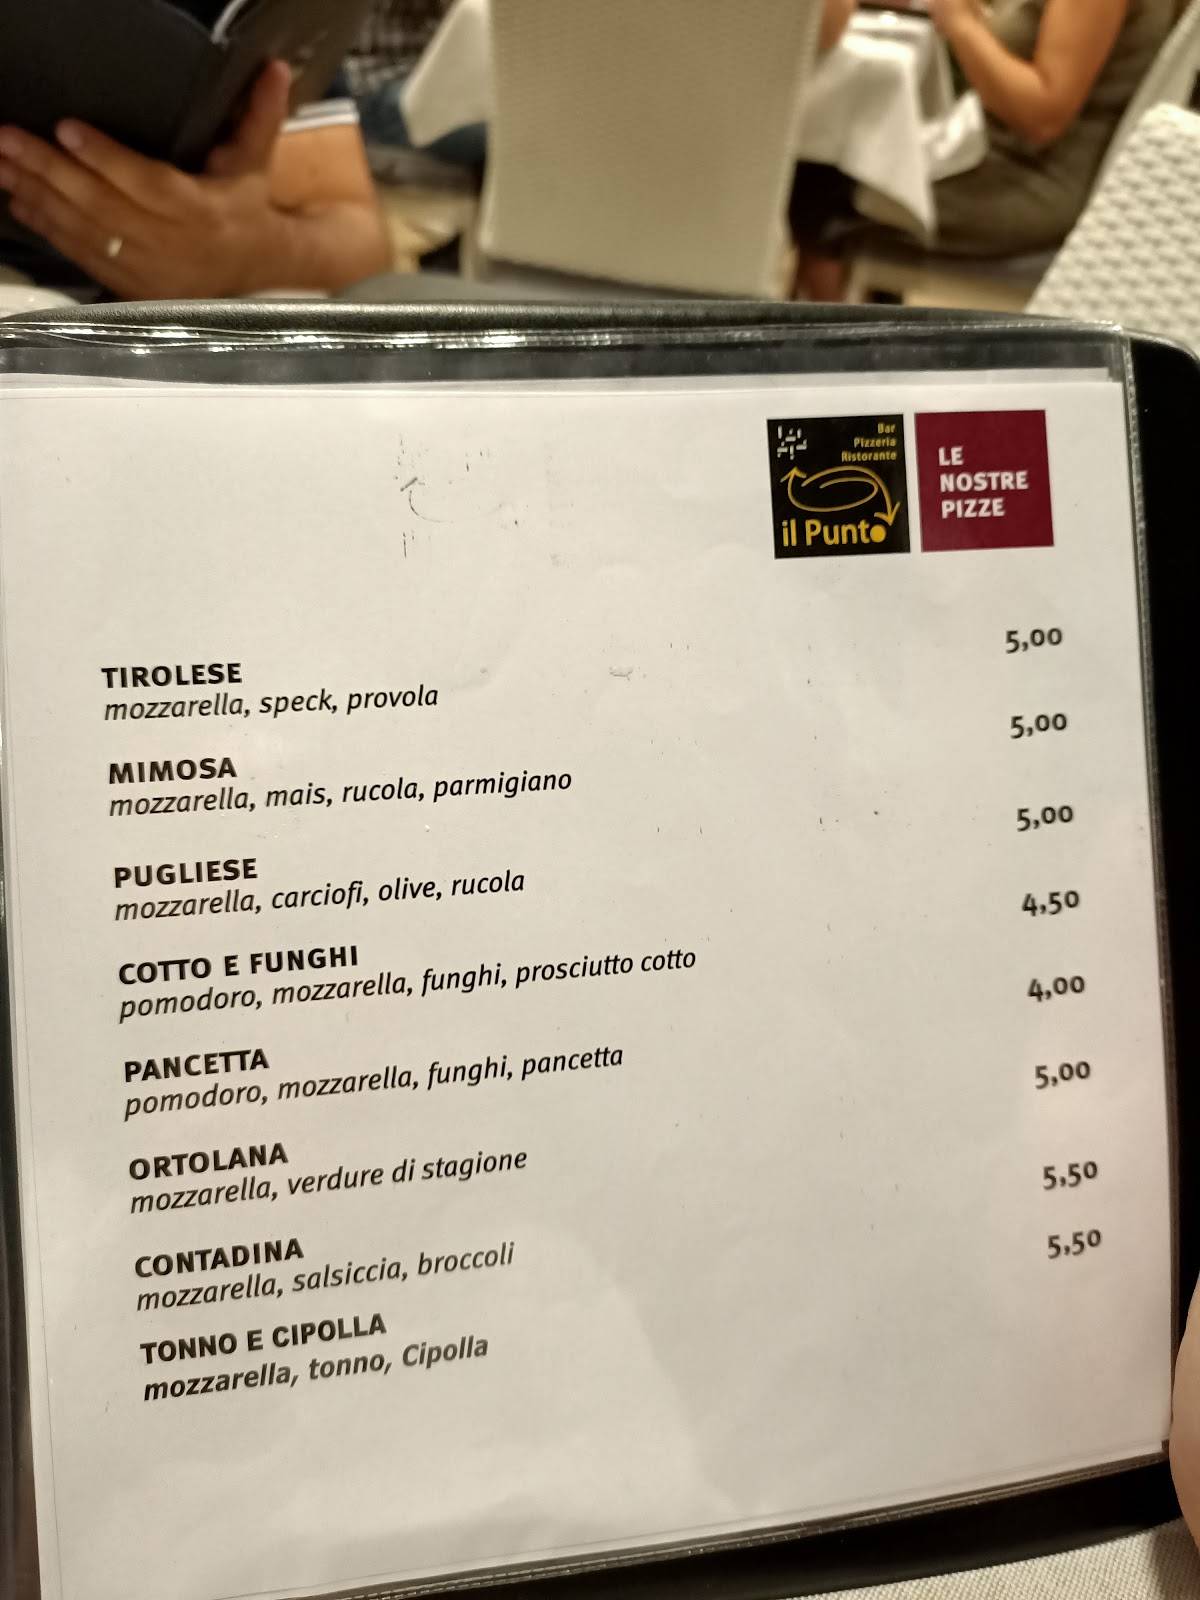 Bar
Pizzeria
Ristorante
il Punto
LE
NOSTRE
PIZZE
TIROLESE 5,00
mozzarella, speck, provola
MIMOSA 5,00
mozzarella, mais, rucola, parmigiano
PUGLIESE 5,00
mozzarella, carciofi, olive, rucola
COTTO E FUNGHI 4,50
pomodoro, mozzarella, funghi, prosciutto cotto
PANCETTA 4,00
pomodoro, mozzarella, funghi, pancetta
ORTOLANA 5,00
mozzarella, verdure di stagione
CONTADINA 5,50
mozzarella, salsiccia, broccoli
TONNO E CIPOLLA 5,50
mozzarella, tonno, Cipolla